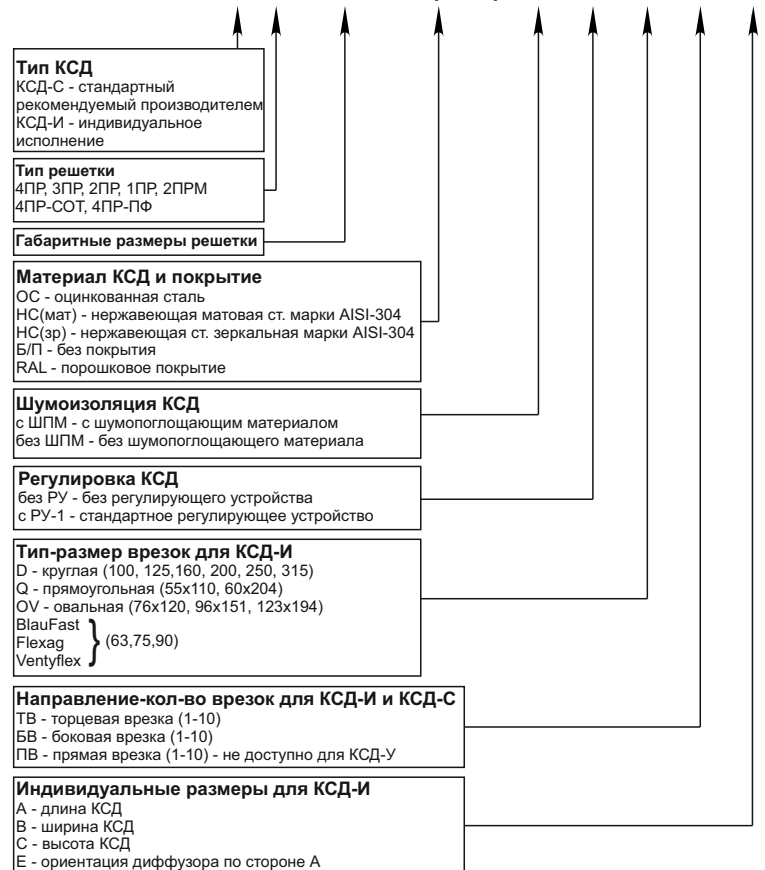 Тип КСД
КСД-С - стандартный
рекомендуемый производителем
КСД-И - индивидуальное
исполнение
Тип решетки
4ПР, 3ПР, 2ПР, 1ПР, 2ПРМ
4ПР-СОТ, 4ПР-ПФ
Габаритные размеры решетки
Материал КСД и покрытие
ОС - оцинкованная сталь
НС(мат) - нержавеющая матовая ст. марки AISI-304
НС(зр) - нержавеющая ст. зеркальная марки AISI-304
Б/П - без покрытия
RAL - порошковое покрытие
Шумоизоляция КСД
с ШПМ - с шумопоглощающим материалом
без ШПМ - без шумопоглощающего материала
Регулировка КСД
без РУ - без регулирующего устройства
с РУ-1 - стандартное регулирующее устройство
Тип-размер врезок для КСД-И
D - круглая (100, 125,160, 200, 250, 315)
Q - прямоугольная (55x110, 60x204)
OV - овальная (76x120, 96x151, 123x194)
BlauFast
Flexag } (63,75,90)
Ventyflex
Направление-кол-во врезок для КСД-И и КСД-С
ТВ - торцевая врезка (1-10)
БВ - боковая врезка (1-10)
ПВ - прямая врезка (1-10) - не доступно для КСД-У
Индивидуальные размеры для КСД-И
А - длина КСД
В - ширина КСД
С - высота КСД
Е - ориентация диффузора по стороне А